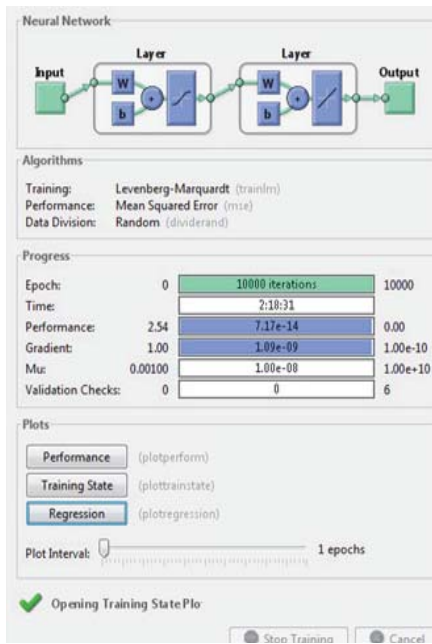 Neural Network
Layer Layer
Input Output
W W
+ +
b b
Algorithms
Training: Levenberg-Marquardt (trainlm)
Performance: Mean Squared Error (mse)
Data Division: Random (dividerand)
Progress
Epoch: 0 10000 iterations 10000
Time: 2:18:31
Performance: 2.54 7.17e-14 0.00
Gradient: 1.00 1.09e-09 1.00e-10
Mu: 0.00100 1.00e-08 1.00e+10
Validation Checks: 0 0 6
Plots
Performance (plotperform)
Training State (plottrainstate)
Regression (plotregression)
Plot Interval: 1 epochs
Opening Training State Plo
Stop Training Cancel